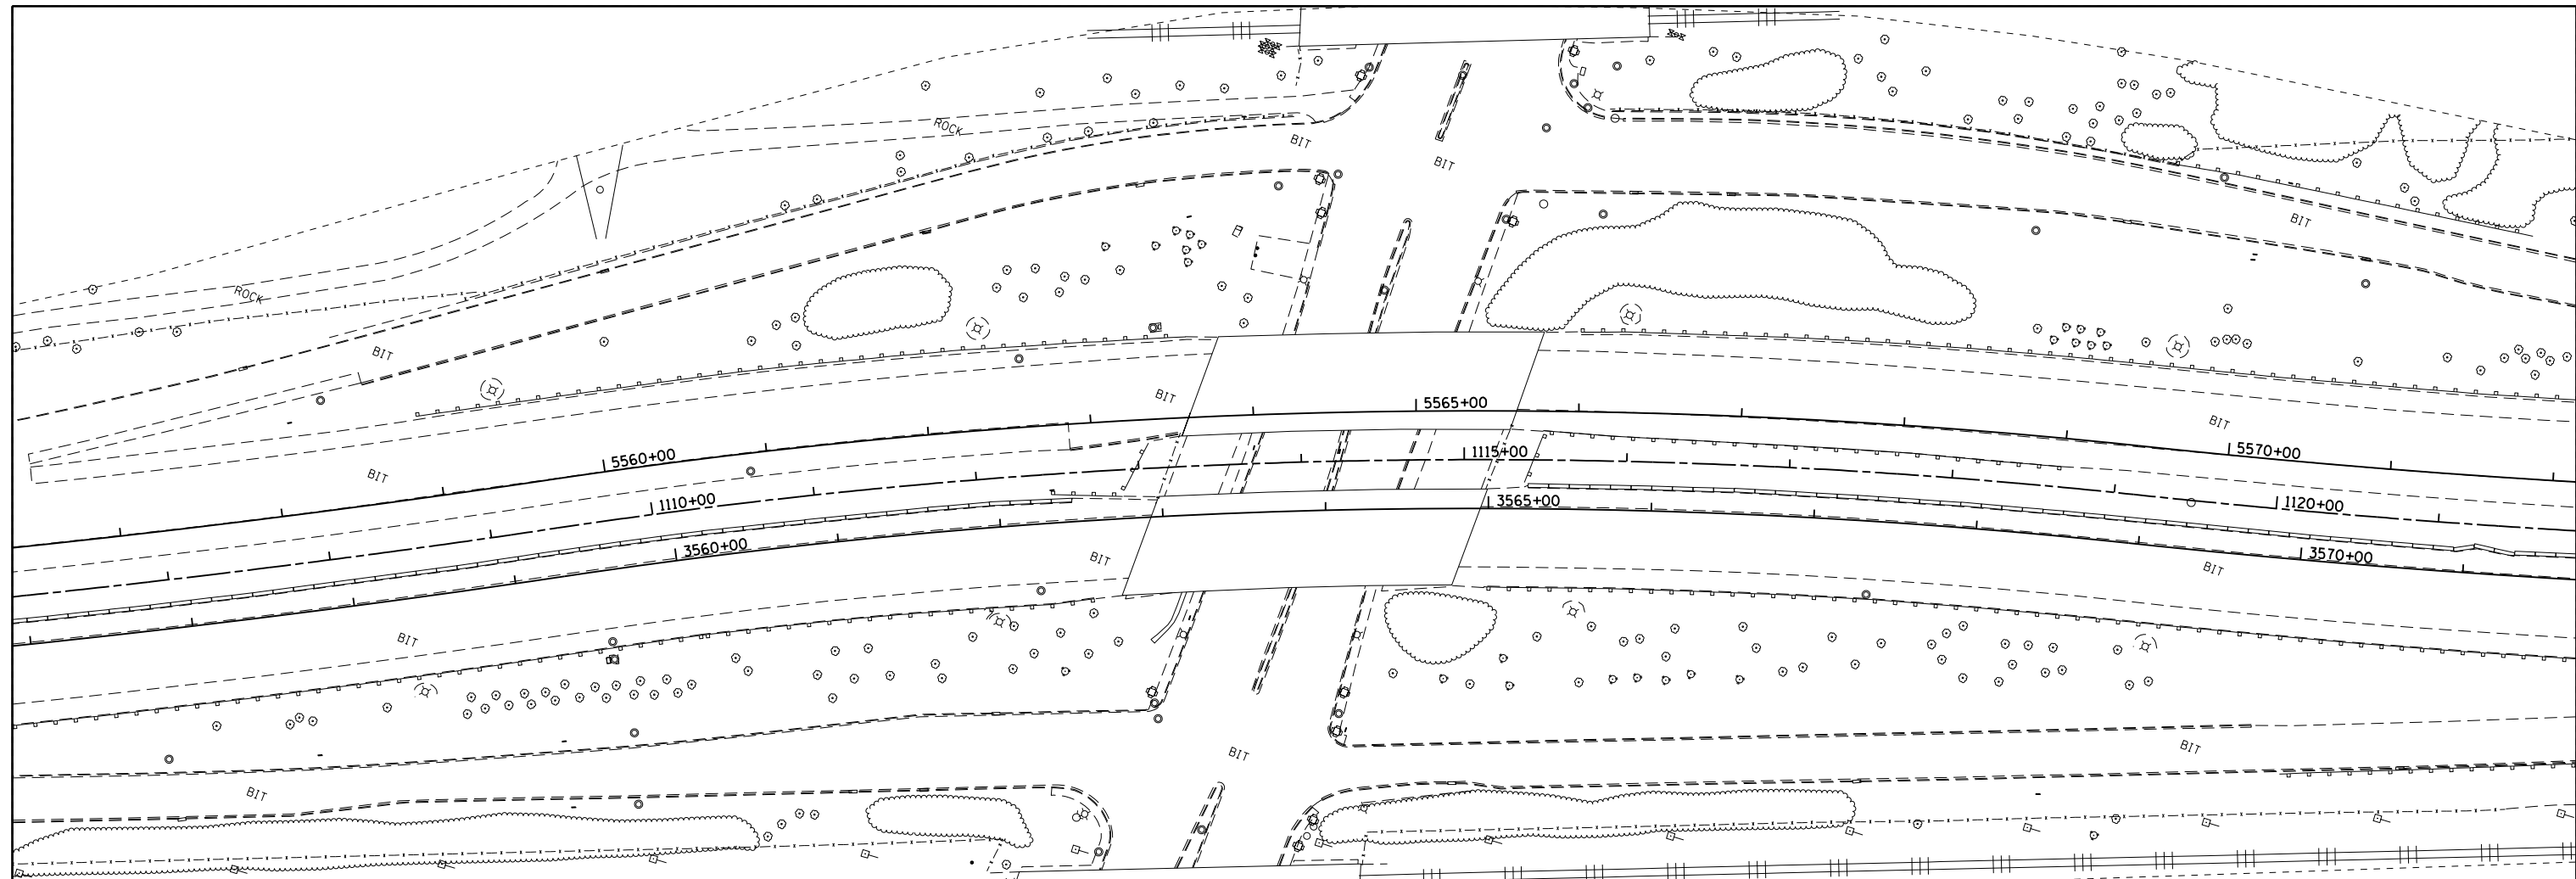 ROCK
BIT
BIT
BIT
ROCK
BIT
BIT
BIT
5565+00
BIT
5560+00
1115+00
5570+00
BIT
1110+00
3565+00
1120+00
3560+00
BIT
3570+00
BIT
BIT
BIT
BIT
BIT